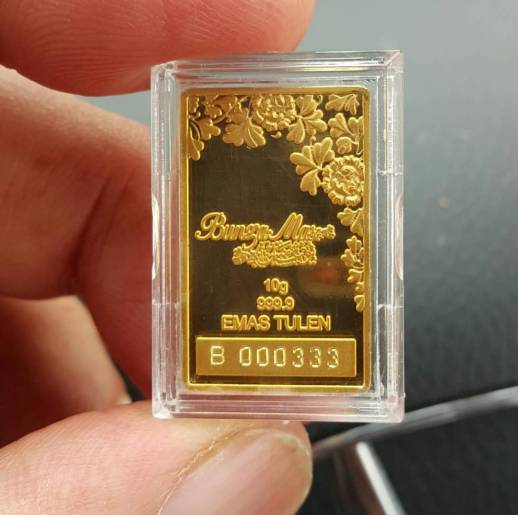 Bunga Mas
10g
999.9
EMAS TULEN
B 000333